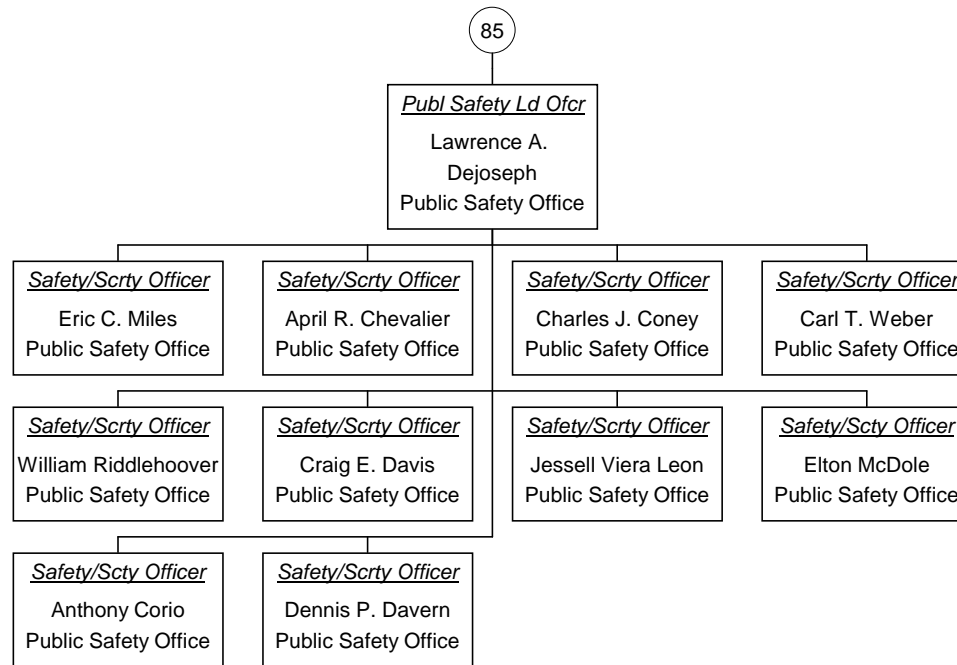 85
Publ Safety Ld Ofcr
Lawrence A.
Dejoseph
Public Safety Office
Safety/Scrty Officer
Eric C. Miles
Public Safety Office
Safety/Scrty Officer
April R. Chevalier
Public Safety Office
Safety/Scrty Officer
Charles J. Coney
Public Safety Office
Safety/Scrty Officer
Carl T. Weber
Public Safety Office
Safety/Scrty Officer
William Riddlehoover
Public Safety Office
Safety/Scrty Officer
Craig E. Davis
Public Safety Office
Safety/Scrty Officer
Jessell Viera Leon
Public Safety Office
Safety/Scty Officer
Elton McDole
Public Safety Office
Safety/Scty Officer
Anthony Corio
Public Safety Office
Safety/Scrty Officer
Dennis P. Davern
Public Safety Office